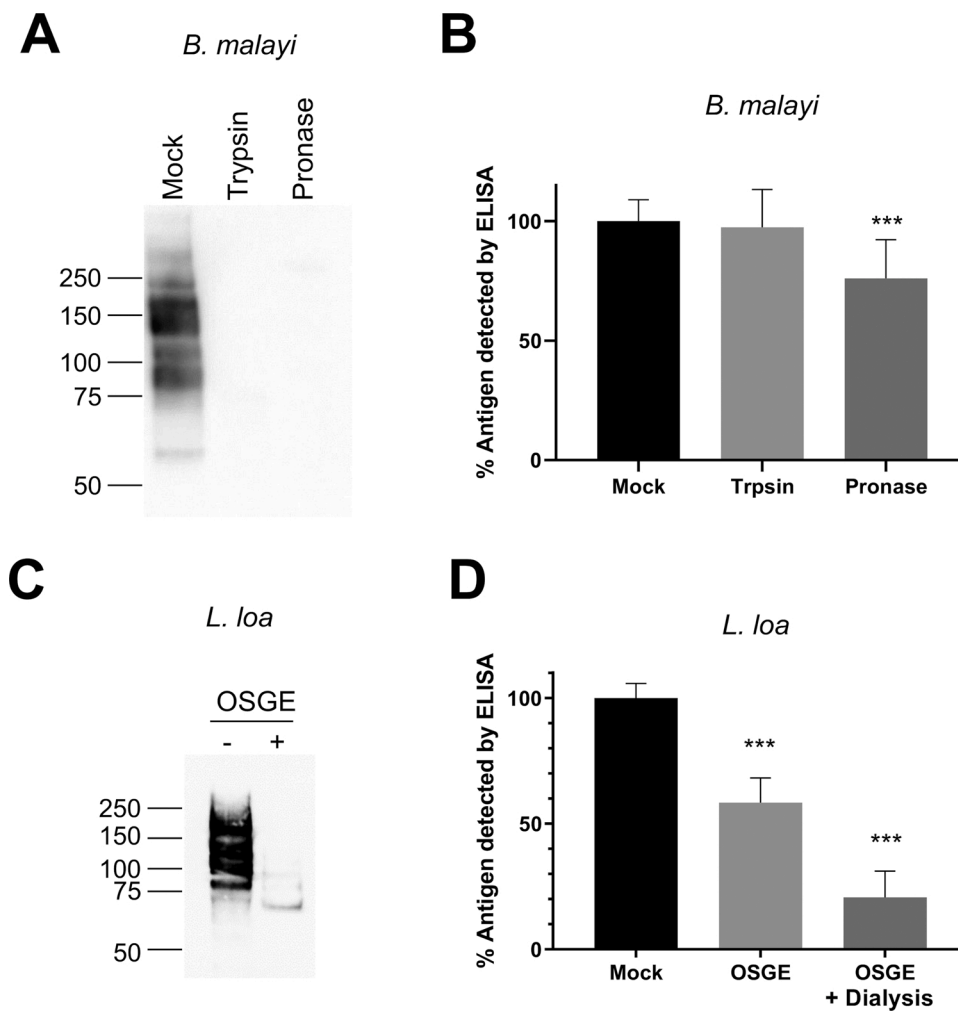 A
B. malayi
Mock
Trypsin
Pronase
250
150
100
75
50
B
B. malayi
% Antigen detected by ELISA
100
50
0
***
Mock
Trpsin
Pronase
C
L. loa
OSGE
- +
250
150
100
75
50
D
L. loa
% Antigen detected by ELISA
100
50
0
***
***
Mock
OSGE
OSGE
+ Dialysis